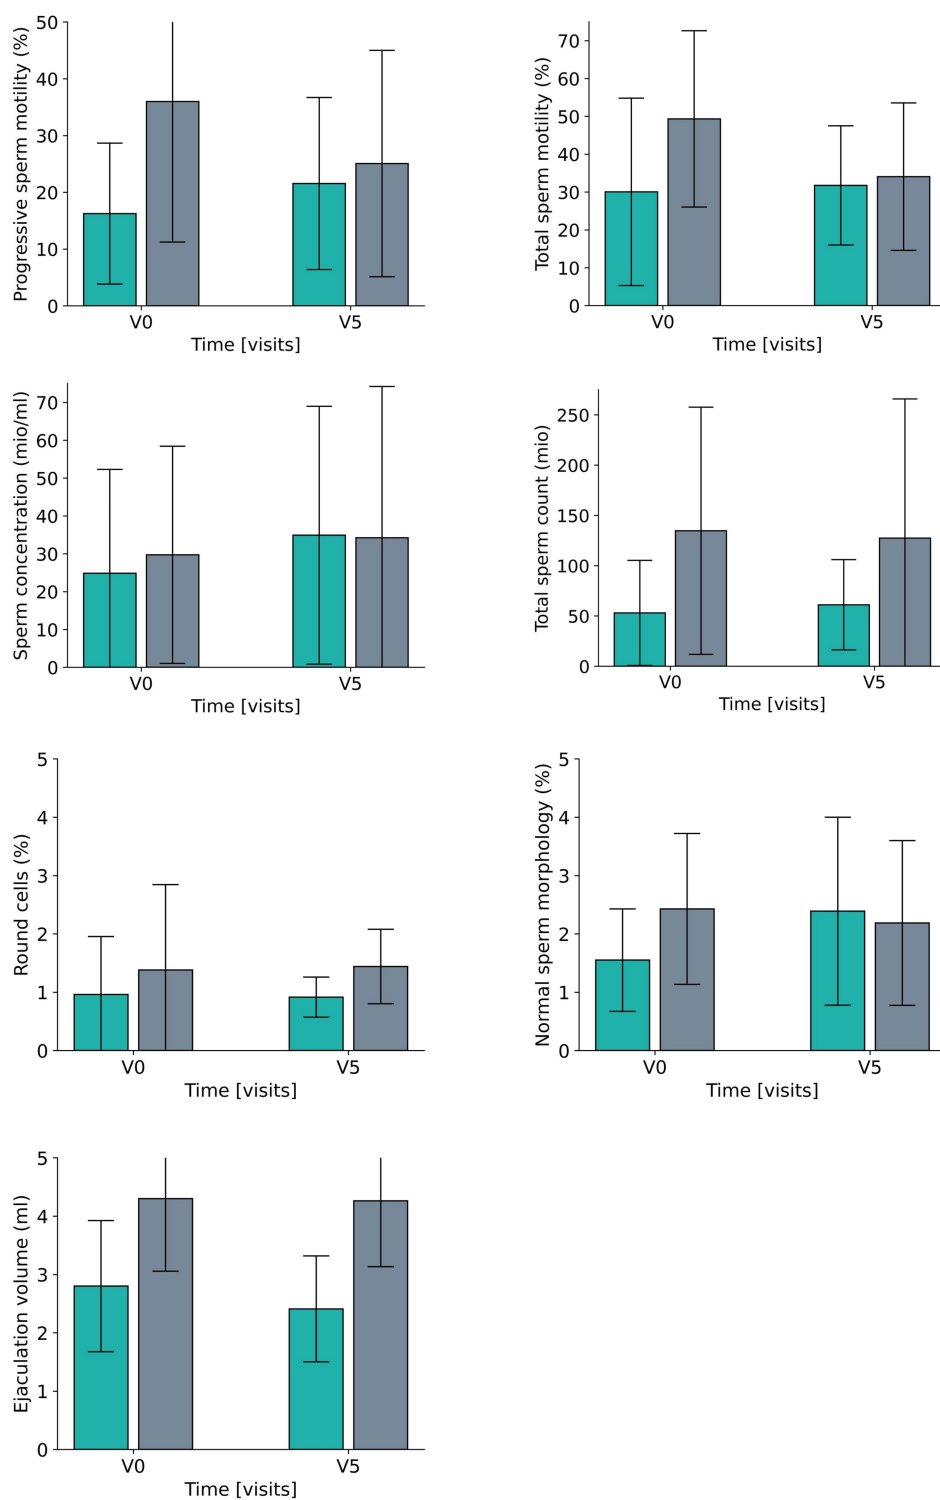 Progressive sperm motility (%)
50
40
30
20
10
0
V0 V5
Time [visits]
Total sperm motility (%)
70
60
50
40
30
20
10
0
V0 V5
Time [visits]
Sperm concentration (mio/ml)
70
60
50
40
30
20
10
0
V0 V5
Time [visits]
Total sperm count (mio)
250
200
150
100
50
0
V0 V5
Time [visits]
Round cells (%)
5
4
3
2
1
0
V0 V5
Time [visits]
Normal sperm morphology (%)
5
4
3
2
1
0
V0 V5
Time [visits]
Ejaculation volume (ml)
5
4
3
2
1
0
V0 V5
Time [visits]